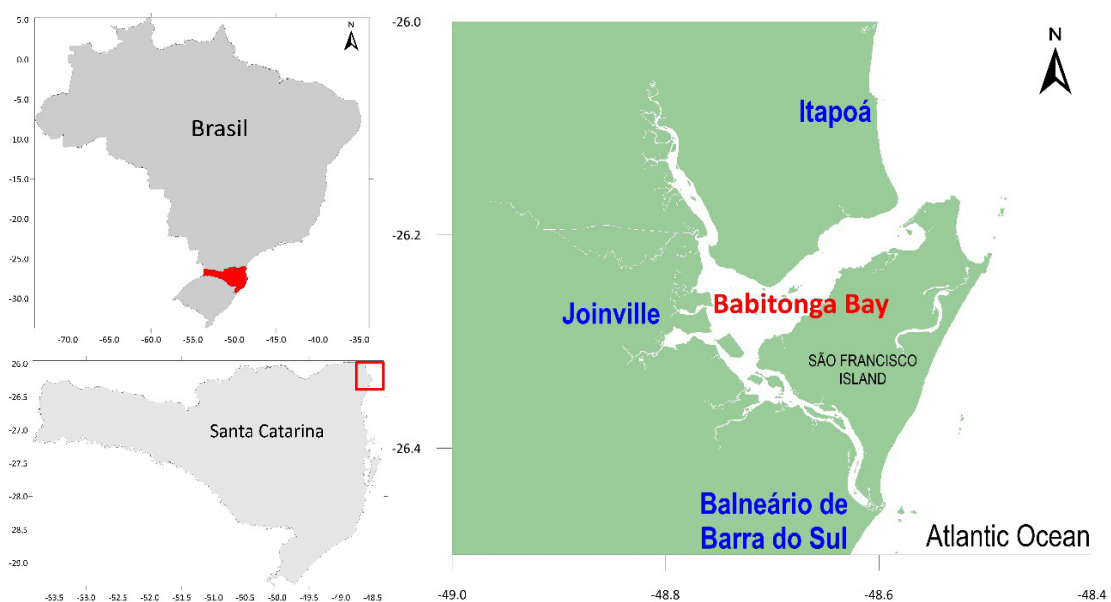 5.0
0.0
-5.0
-10.0
-15.0
-20.0
-25.0
-30.0
N
Brasil
-70.0 -65.0 -60.0 -55.0 -50.0 -45.0 -40.0 -35.0
26.0
-26.5
-27.0
-27.5
-28.0
28.5
-29.0
Santa Catarina
-53.5 -52.5 -52.0 -51.5 -51.0 -50.5 -50.0 -49.5 -49.0 -48.5
-26.0
-26.2
-26.4
N
Itapoá
Joinville
Babitonga Bay
SÃO FRANCISCO
ISLAND
Balneário de
Barra do Sul
Atlantic Ocean
-49.0 -48.8 -48.6 -48.4